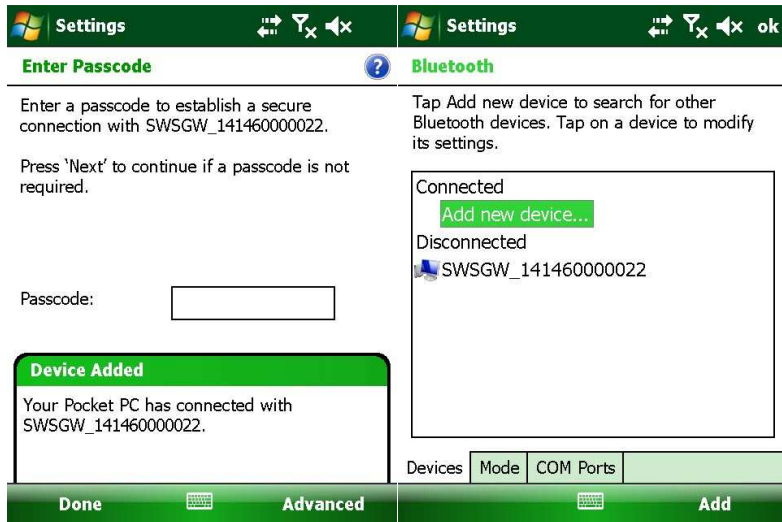 Settings
Enter Passcode
?
Enter a passcode to establish a secure
connection with SWSGW_141460000022.
Press 'Next' to continue if a passcode is not
required.
Passcode:
Device Added
Your Pocket PC has connected with
SWSGW_141460000022.
Done
Advanced
Settings
ok
Bluetooth
Tap Add new device to search for other
Bluetooth devices. Tap on a device to modify
its settings.
Connected
Add new device...
Disconnected
SWSGW_141460000022
Devices Mode COM Ports
Add